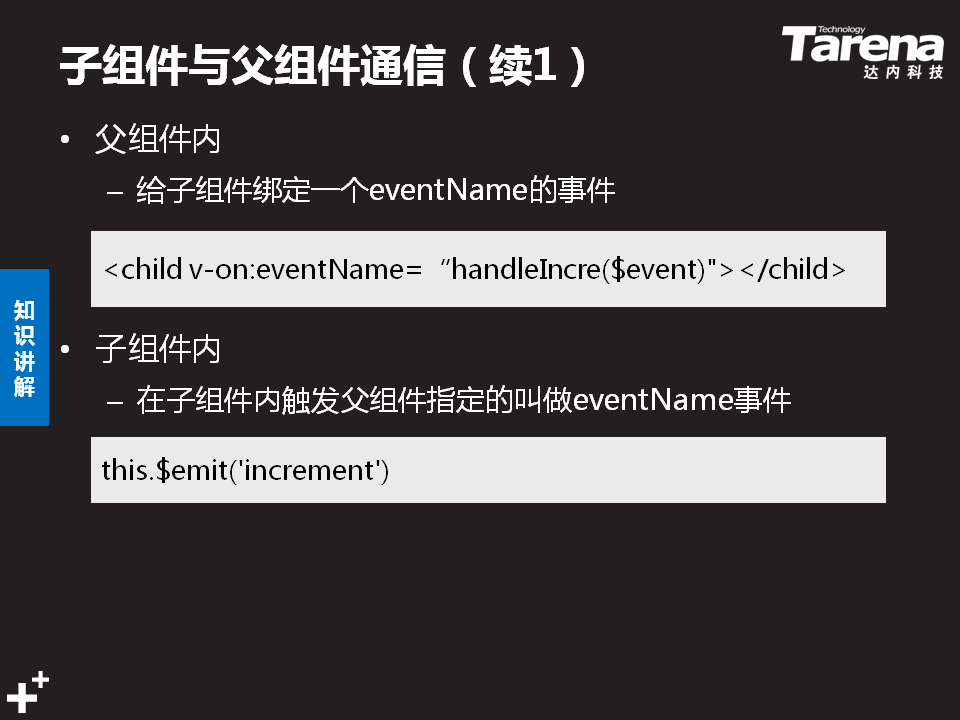 子组件与父组件通信（续1）
Technology
Tarena
达内科技
• 父组件内
– 给子组件绑定一个eventName的事件
<child v-on:eventName=“handleIncre($event)"></child>
知识讲解
• 子组件内
– 在子组件内触发父组件指定的叫做eventName事件
this.$emit('increment')